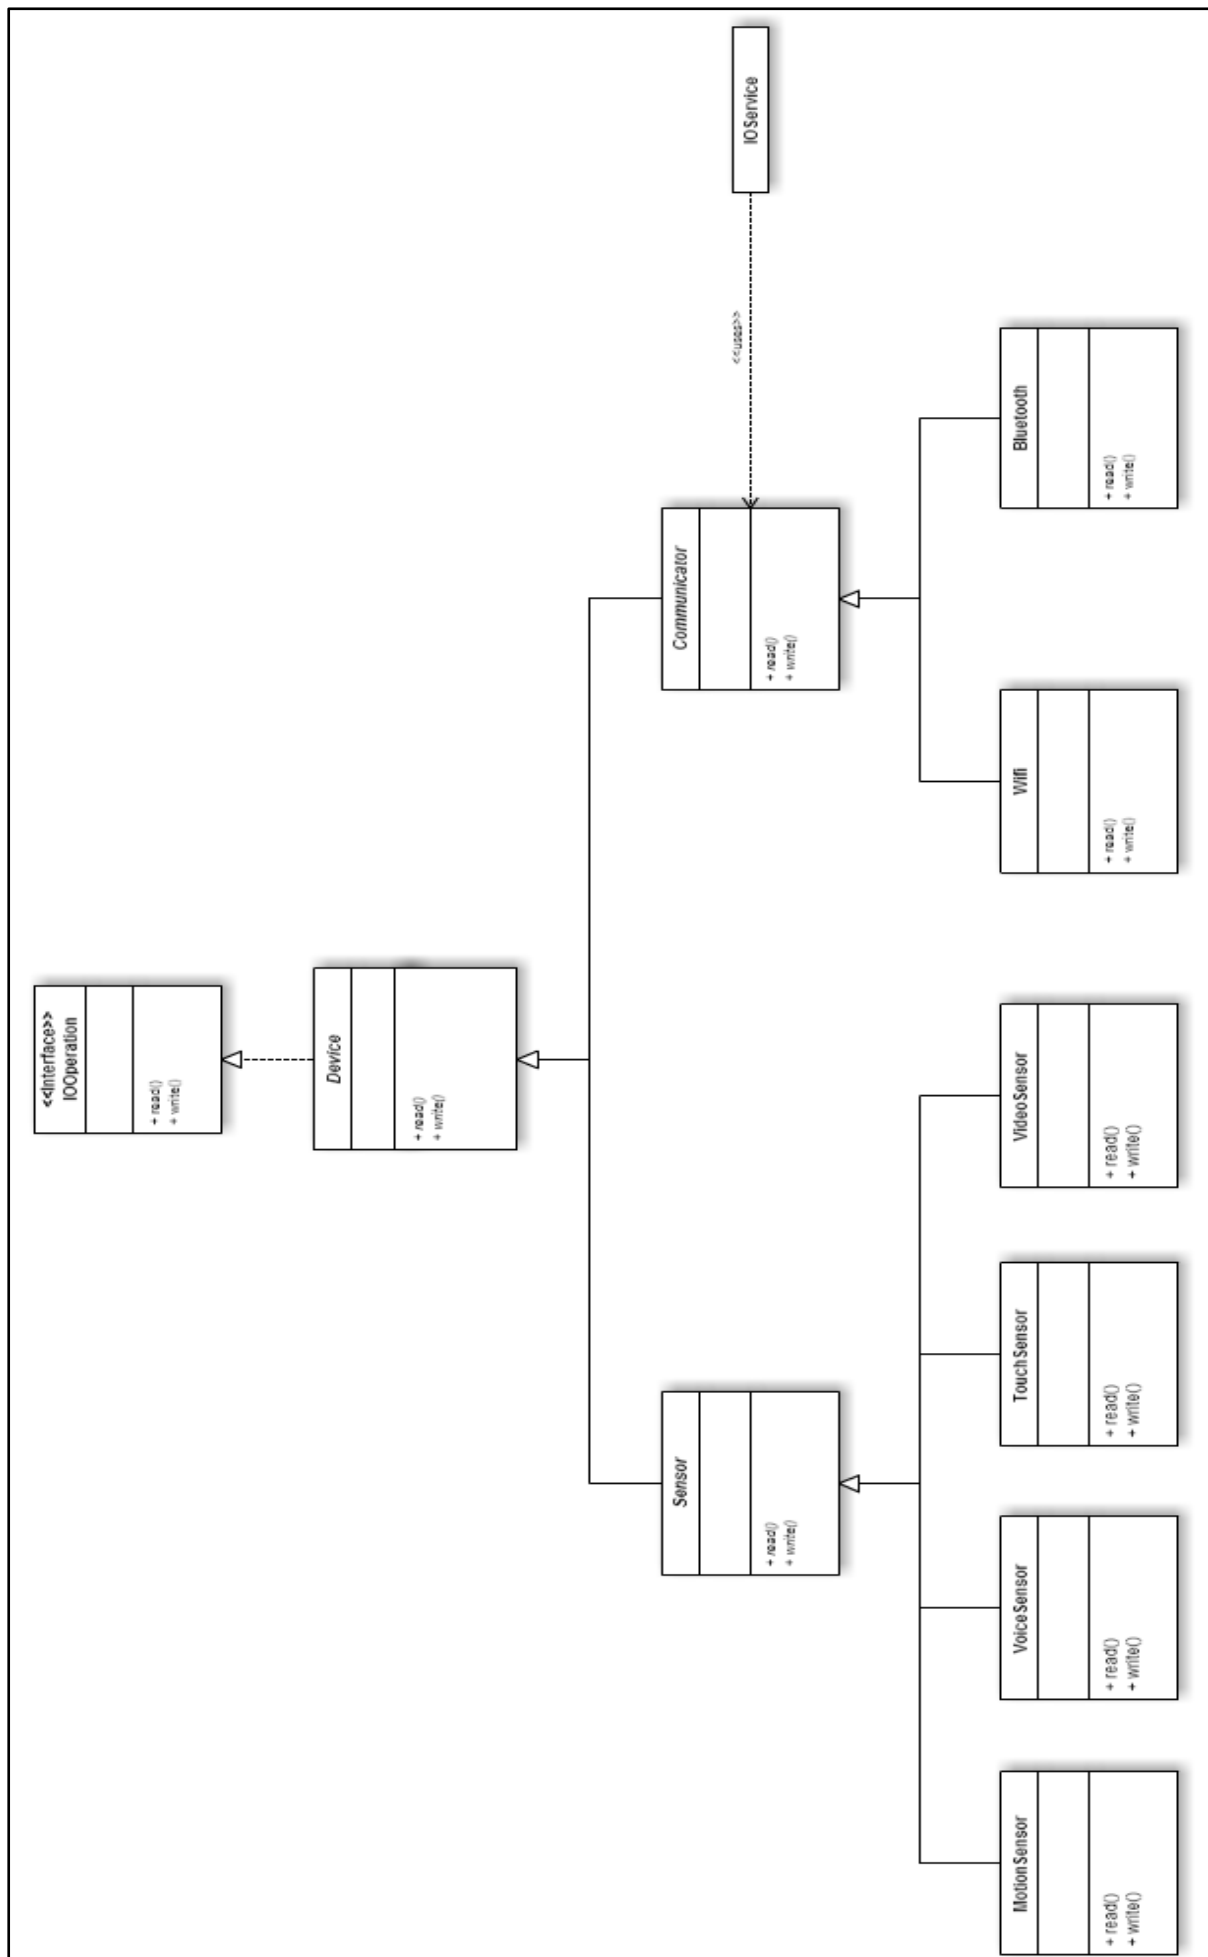 <<Interface>>
IOOperation
+ read()
+ write()
Device
+ read()
+ write()
Sensor
+ read()
+ write()
Communicator
+ read()
+ write()
<<uses>>
IOService
MotionSensor
+ read()
+ write()
VoiceSensor
+ read()
+ write()
TouchSensor
+ read()
+ write()
VideoSensor
+ read()
+ write()
Wifi
+ read()
+ write()
Bluetooth
+ read()
+ write()